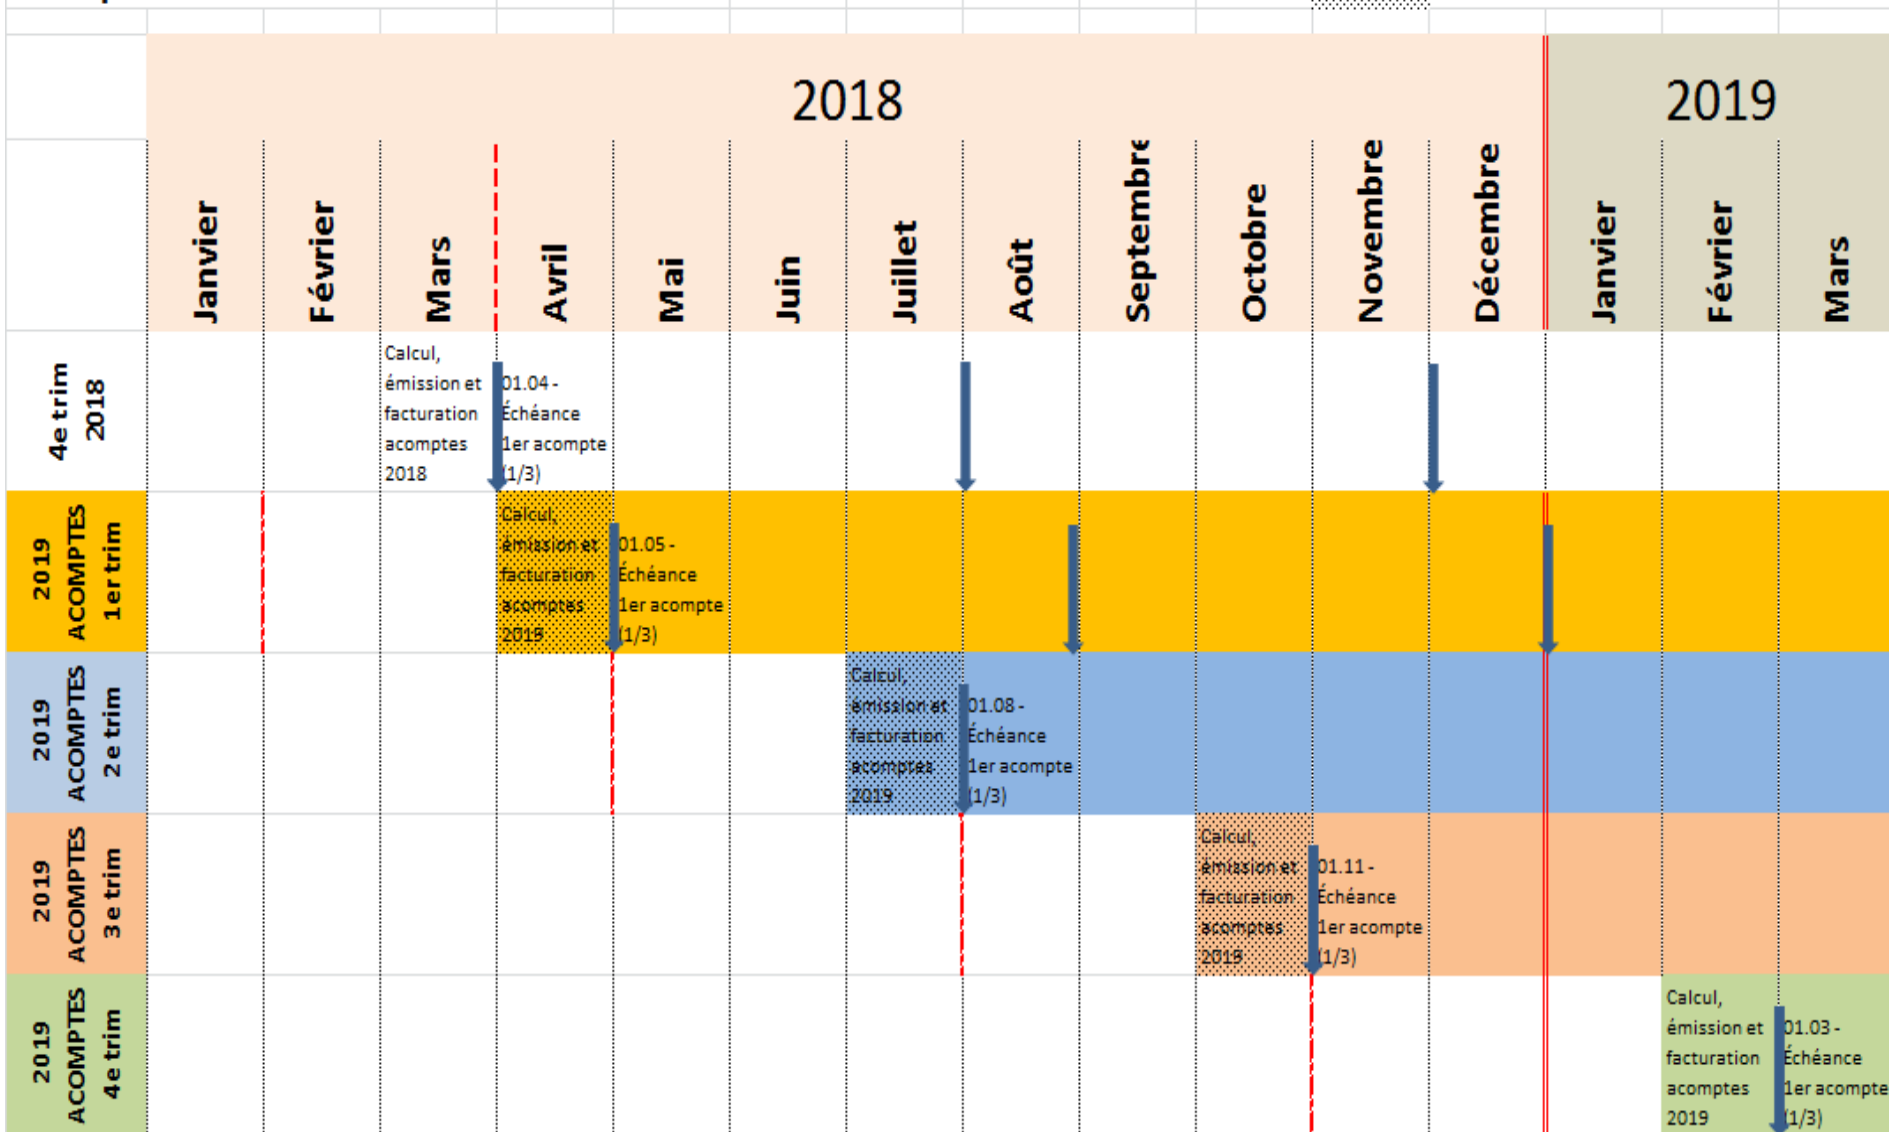 2018
2019
Janvier
Février
Mars
Avril
Mai
Juin
Juillet
Août
Septembre
Octobre
Novembre
Décembre
Janvier
Février
Mars
4e trim
2018
Calcul,
émission et
facturation
acomptes
2018
01.04 -
Échéance
1er acompte
(1/3)
2019
ACOMPTES
1er trim
Calcul,
émission et
facturation
acomptes
2019
01.05 -
Échéance
1er acompte
(1/3)
2019
ACOMPTES
2e trim
Calcul,
émission et
facturation
acomptes
2019
01.08 -
Échéance
1er acompte
(1/3)
2019
ACOMPTES
3e trim
Calcul,
émission et
facturation
acomptes
2019
01.11 -
Échéance
1er acompte
(1/3)
2019
ACOMPTES
4e trim
Calcul,
émission et
facturation
acomptes
2019
01.03 -
Échéance
1er acompte
(1/3)